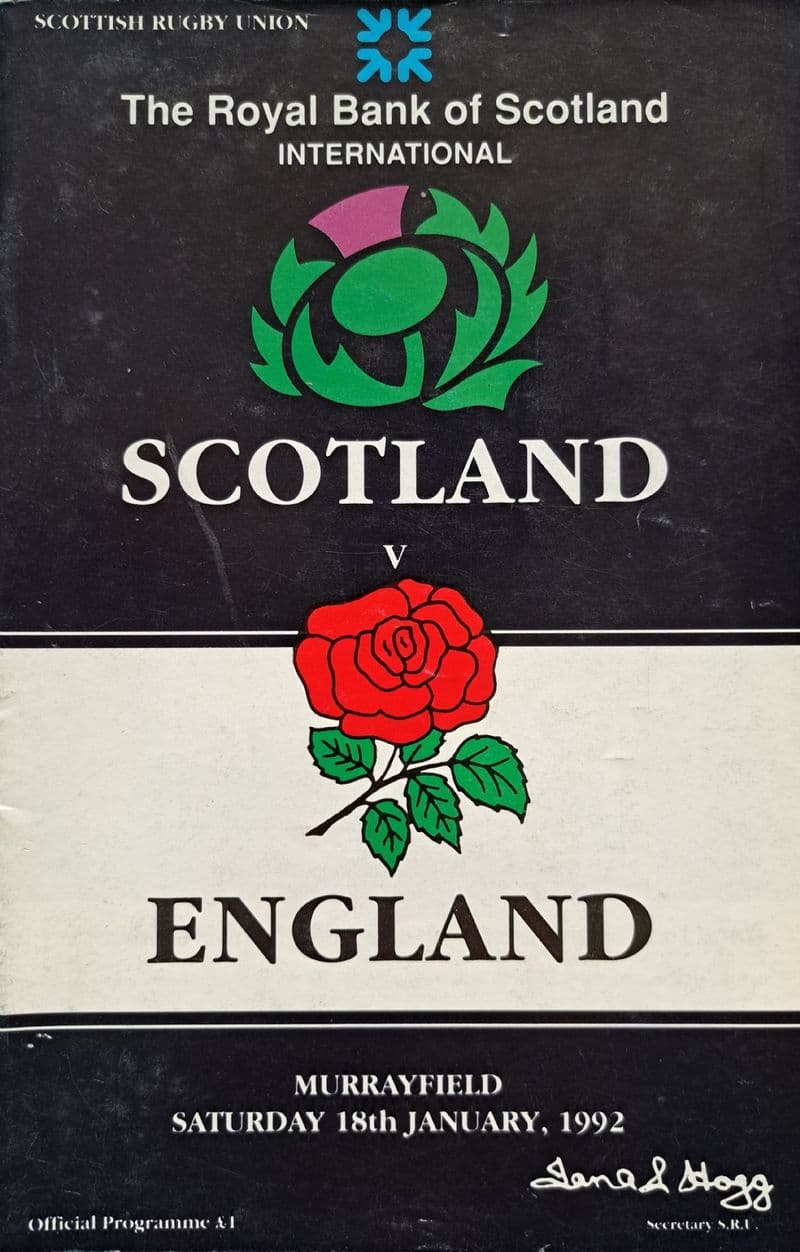 SCOTTISH RUGBY UNION
The Royal Bank of Scotland
INTERNATIONAL
SCOTLAND
V
ENGLAND
MURRAYFIELD
SATURDAY 18th JANUARY, 1992
Hogg
Official Programme £1
Secretary S.R.U.